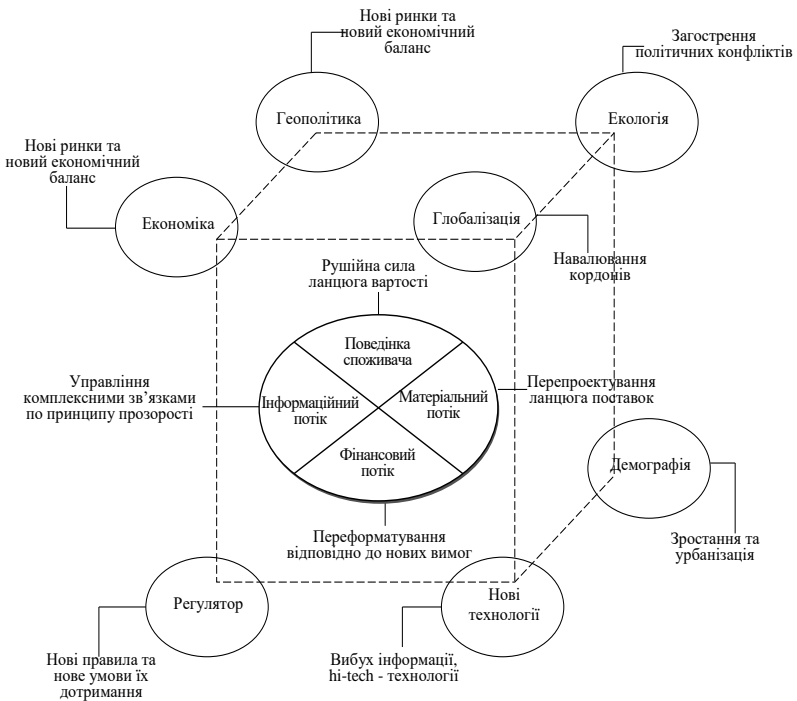 Нові ринки та
новий економічний
баланс
Загострення
політичних конфліктів
Геополітика
Екологія
Нові ринки та
новий економічний
баланс
Економіка
Глобалізація
Навалювання
кордонів
Рушійна сила
ланцюга вартості
Поведінка
споживача
Управління
комплексними зв’язками
по принципу прозорості
Інформаційний
потік
Матеріальний
потік
Перепроектування
ланцюга поставок
Фінансовий
потік
Демографія
Переформатування
відповідно до нових вимог
Зростання та
урбанізація
Регулятор
Нові
технології
Нові правила та
нове умови їх
дотримання
Вибух інформації,
hi-tech - технології